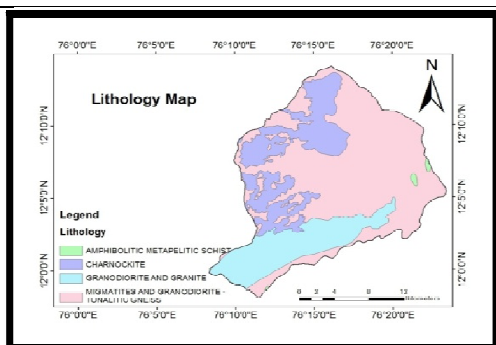 76°0'0"E 76°5'0"E 76°10'0"E 76°15'0"E 76°20'0"E
N
Lithology Map
12°10'0"N 12°10'0"N
12°5'0"N 12°5'0"N
12°0'0"N 12°0'0"N
Legend
Lithology
AMPHIBOLITIC METAPELITIC SCHIST
CHARNOCKITE
GRANODIORITE AND GRANITE
MIGMATITES AND GRANODIORITE -
TONALITIC GNEISS
0 2 4 8 12
Kilometers
76°0'0"E 76°5'0"E 76°10'0"E 76°15'0"E 76°20'0"E